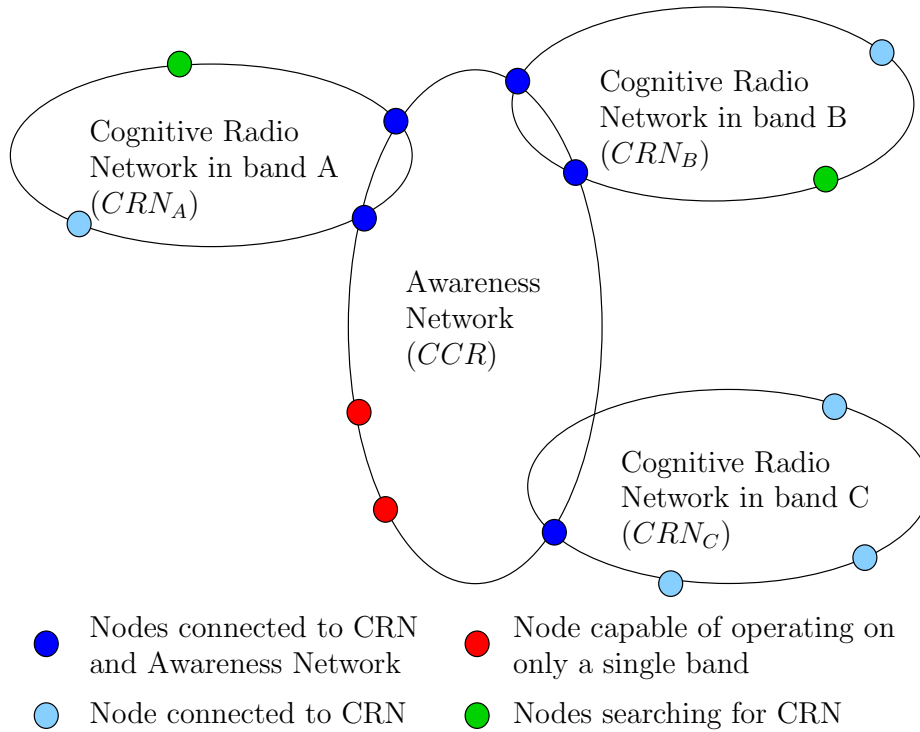 Cognitive Radio
Network in band A
(CRN_A)
Cognitive Radio
Network in band B
(CRN_B)
Awareness
Network
(CCR)
Cognitive Radio
Network in band C
(CRN_C)
Nodes connected to CRN
and Awareness Network
Node capable of operating on
only a single band
Node connected to CRN
Nodes searching for CRN